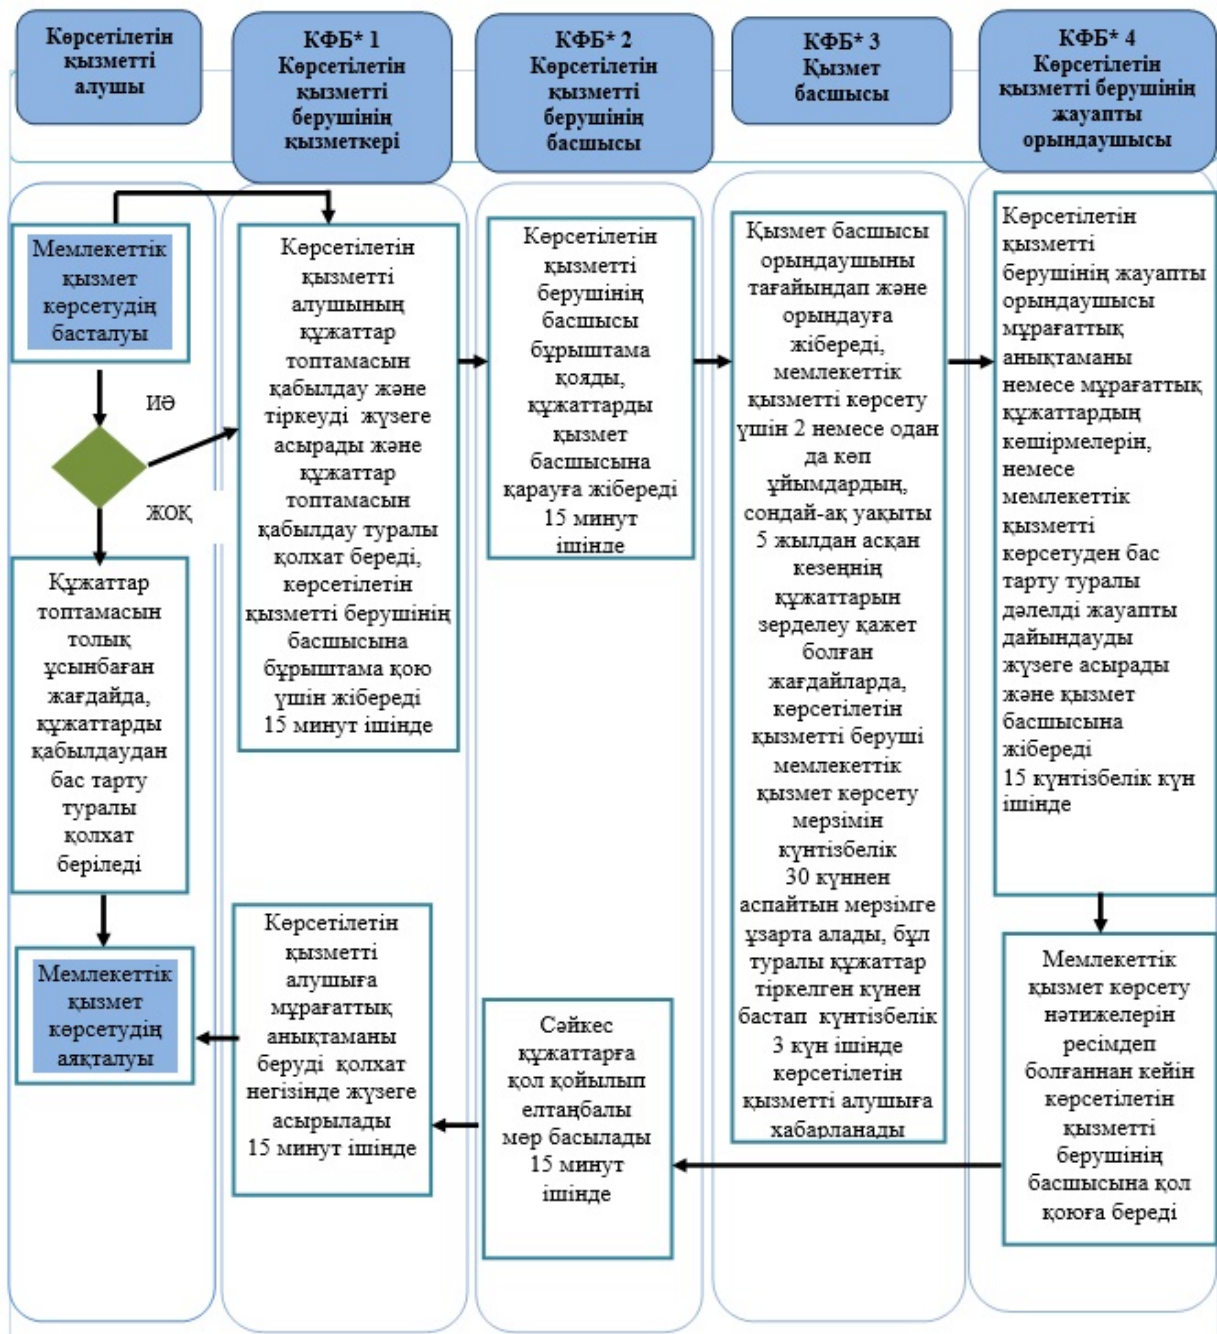 Көрсетілетін
қызметті
алушы
КФБ* 1
Көрсетілетін
қызметті
берушінің
қызметкері
КФБ* 2
Көрсетілетін
қызметті
берушінің
басшысы
КФБ* 3
Қызмет
басшысы
КФБ* 4
Көрсетілетін
қызметті берушінің
жауапты
орындаушысы
Мемлекеттік
қызмет
көрсетудің
басталуы
ИӘ
ЖОҚ
Құжаттар
топтамасын
толық
ұсынбаған
жағдайда,
құжаттарды
қабылдаудан
бас тарту
туралы
қолхат
беріледі
Мемлекеттік
қызмет
көрсетудің
аяқталуы
Көрсетілетін
қызметті
алушының
құжаттар
топтамасын
қабылдау және
тіркеуді жүзеге
асырады және
құжаттар
топтамасын
қабылдау туралы
қолхат береді,
көрсетілетін
қызметті берушінің
басшысына
бұрыштама қою
үшін жібереді
15 минут ішінде
Көрсетілетін
қызметті
алушыға
мұрағаттық
анықтаманы
беруді қолхат
негізінде жүзеге
асырылады
15 минут ішінде
Көрсетілетін
қызметті
берушінің
басшысы
бұрыштама
қояды,
құжаттарды
қызмет
басшысына
қарауға жібереді
15 минут
ішінде
Сәйкес
құжаттарға
қол қойылып
елтаңбалы
мөр басылады
15 минут
ішінде
Қызмет басшысы
орындаушыны
тағайындап және
орындауға
жібереді,
мемлекеттік
қызметті көрсету
үшін 2 немесе одан
да көп
ұйымдардың,
сондай-ақ уақыты
5 жылдан асқан
кезеңнің
құжаттарын
зерделеу қажет
болған
жағдайларда,
көрсетілетін
қызметті беруші
мемлекеттік
қызмет көрсету
мерзімін
күнтізбелік
30 күннен
аспайтын мерзімге
ұзарта алады, бұл
туралы құжаттар
тіркелген күнен
бастап күнтізбелік
3 күн ішінде
көрсетілетін
қызметті алушыға
хабарланады
Көрсетілетін
қызметті
берушінің жауапты
орындаушысы
мұрағаттық
анықтаманы
немесе мұрағаттық
құжаттардың
көшірмелерін,
немесе
мемлекеттік
қызметті
көрсетуден бас
тарту туралы
дәлелді жауапты
дайындауды
жүзеге асырады
және қызмет
басшысына
жібереді
15 күнтізбелік күн
ішінде
Мемлекеттік
қызмет көрсету
нәтижелерін
ресімдеп
болғаннан кейін
көрсетілетін
қызметті
берушінің
басшысына қол
қоюға береді